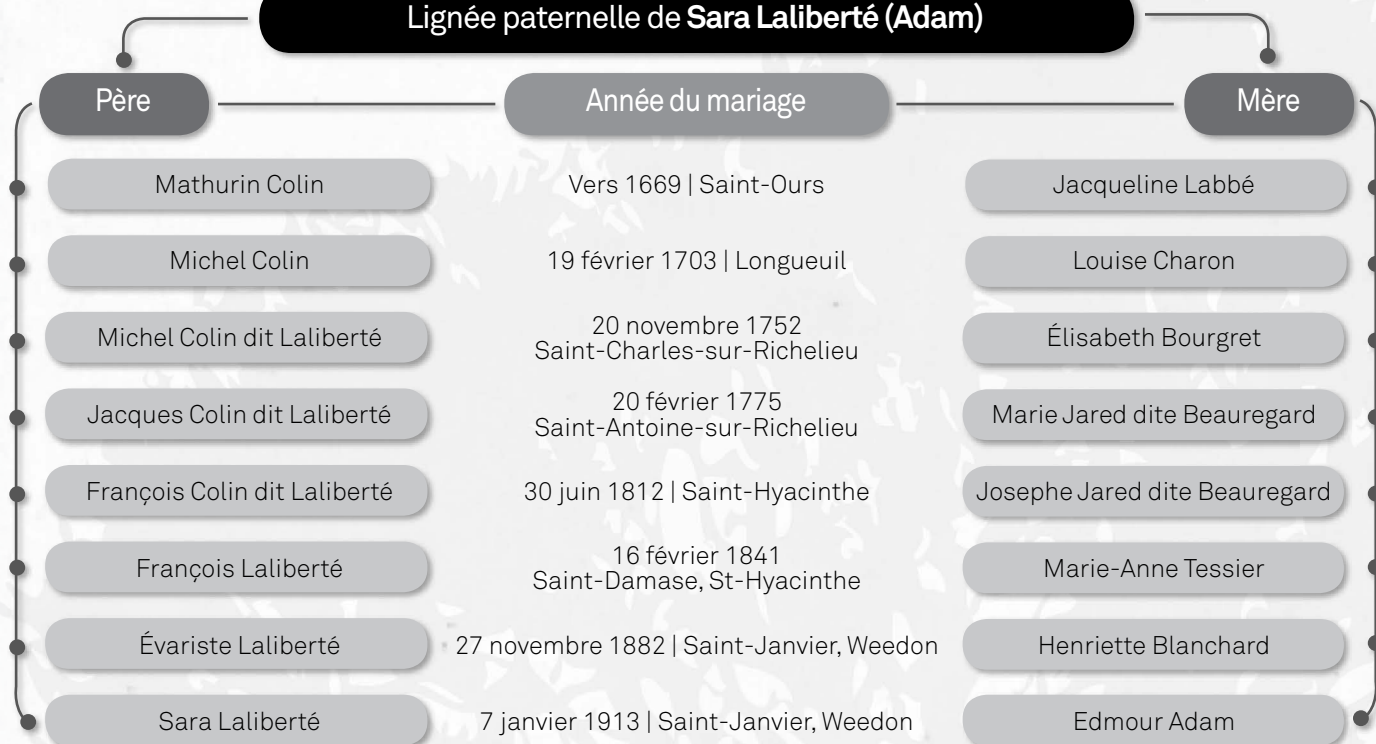 Lignée paternelle de Sara Laliberté (Adam)
Père
Année du mariage
Mère
Mathurin Colin
Vers 1669 | Saint-Ours
Jacqueline Labbé
Michel Colin
19 février 1703 | Longueuil
Louise Charon
Michel Colin dit Laliberté
20 novembre 1752
Saint-Charles-sur-Richelieu
Élisabeth Bourgret
Jacques Colin dit Laliberté
20 février 1775
Saint-Antoine-sur-Richelieu
Marie Jared dite Beauregard
François Colin dit Laliberté
30 juin 1812 | Saint-Hyacinthe
Josephe Jared dite Beauregard
François Laliberté
16 février 1841
Saint-Damase, St-Hyacinthe
Marie-Anne Tessier
Évariste Laliberté
27 novembre 1882 | Saint-Janvier, Weedon
Henriette Blanchard
Sara Laliberté
7 janvier 1913 | Saint-Janvier, Weedon
Edmour Adam